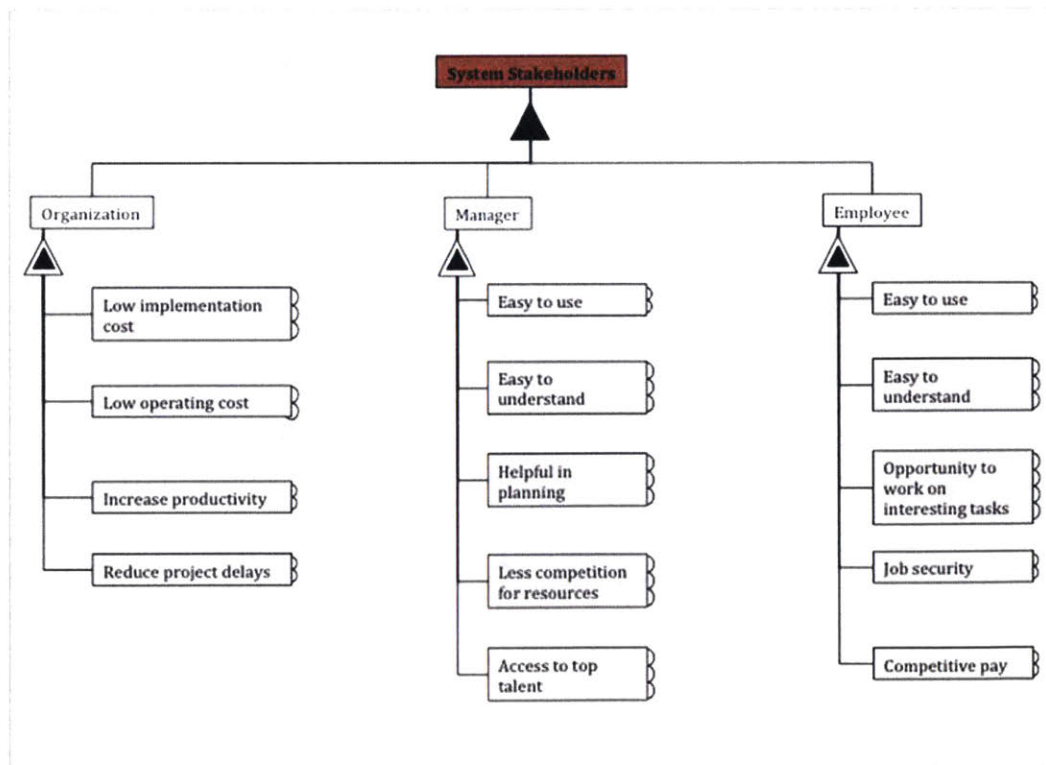 System Stakeholders
Organization
Manager
Employee
Low implementation
cost
Low operating cost
Increase productivity
Reduce project delays
Easy to use
Easy to
understand
Helpful in
planning
Less competition
for resources
Access to top
talent
Easy to use
Easy to
understand
Opportunity to
work on
interesting tasks
Job security
Competitive pay